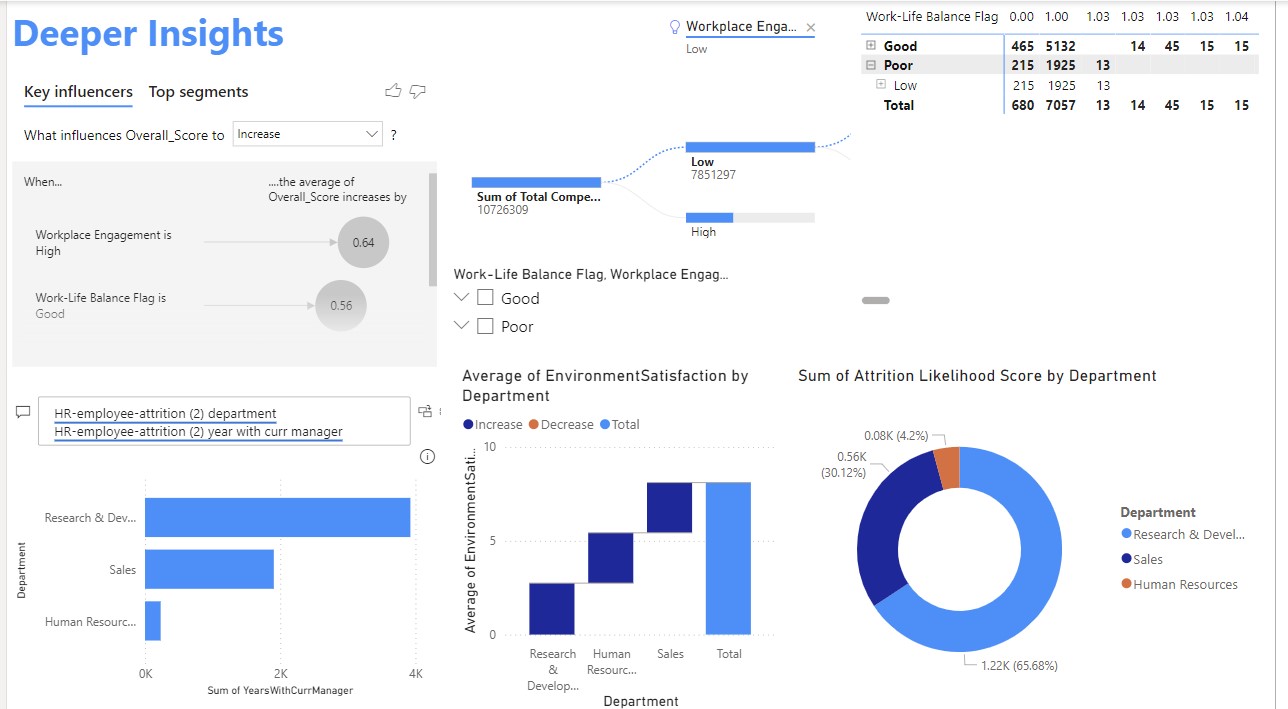 Deeper Insights
Key influencers Top segments
What influences Overall_Score to Increase ?
When...
....the average of
Overall_Score increases by
Workplace Engagement is
High
0.64
Work-Life Balance Flag is
Good
0.56
Workplace Enga...
Low
Sum of Total Compe...
10726309
Low
7851297
High
Work-Life Balance Flag 0.00 1.00 1.03 1.03 1.03 1.03 1.04
Good 465 5132 14 45 15 15
Poor 215 1925 13
Low 215 1925 13
Total 680 7057 13 14 45 15 15
Work-Life Balance Flag, Workplace Engag...
Good
Poor
HR-employee-attrition (2) department
HR-employee-attrition (2) year with curr manager
Department
Research & Dev...
Sales
Human Resourc...
0K 2K 4K
Sum of YearsWithCurrManager
Average of EnvironmentSatisfaction by
Department
Increase Decrease Total
Average of EnvironmentSati...
10
5
0
Research
&
Develop...
Human
Resourc...
Sales
Total
Department
Sum of Attrition Likelihood Score by Department
0.08K (4.2%)
0.56K
(30.12%)
1.22K (65.68%)
Department
Research & Devel...
Sales
Human Resources